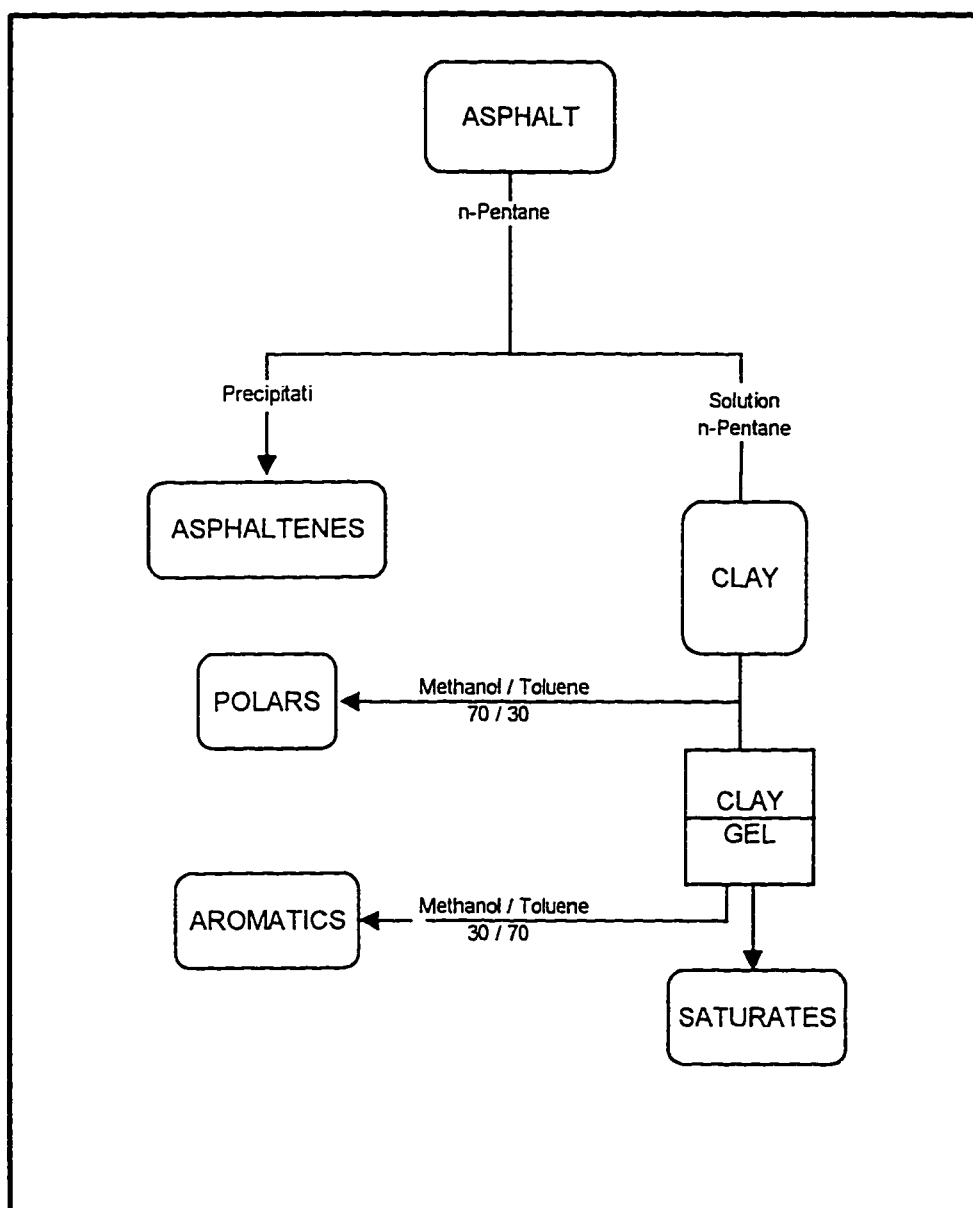 ASPHALT
n-Pentane
Precipitati
Solution
n-Pentane
ASPHALTENES
CLAY
POLARS
Methanol / Toluene
70 / 30
CLAY
GEL
AROMATICS
Methanol / Toluene
30 / 70
SATURATES